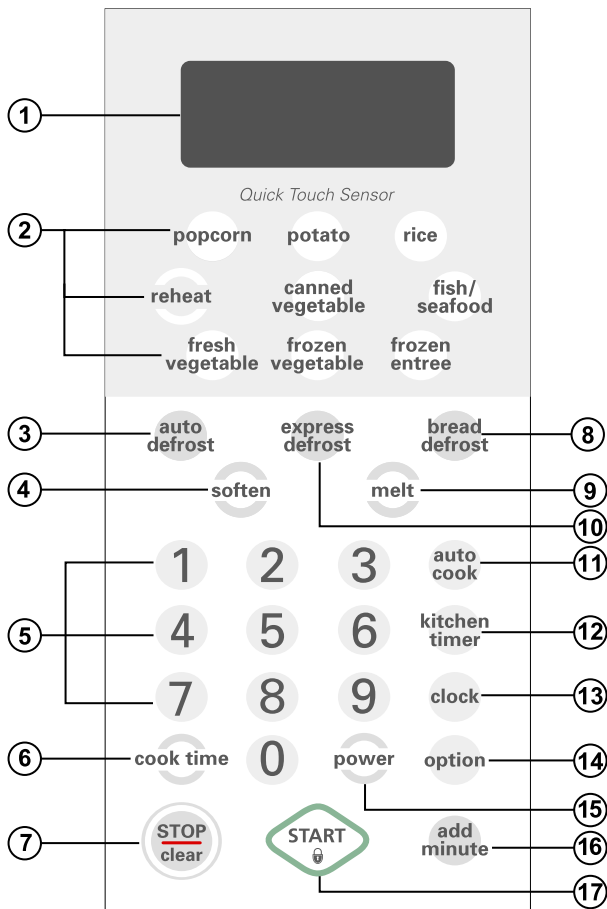 1
Quick Touch Sensor
2
popcorn potato rice
reheat canned vegetable fish/ seafood
fresh vegetable frozen vegetable frozen entree
3 auto defrost express defrost bread defrost 8
4 soften melt 9
10
1 2 3 auto cook 11
5 4 5 6 kitchen timer 12
7 8 9 clock 13
6 cook time 0 power option 14
15
7 STOP clear START add minute 16
17